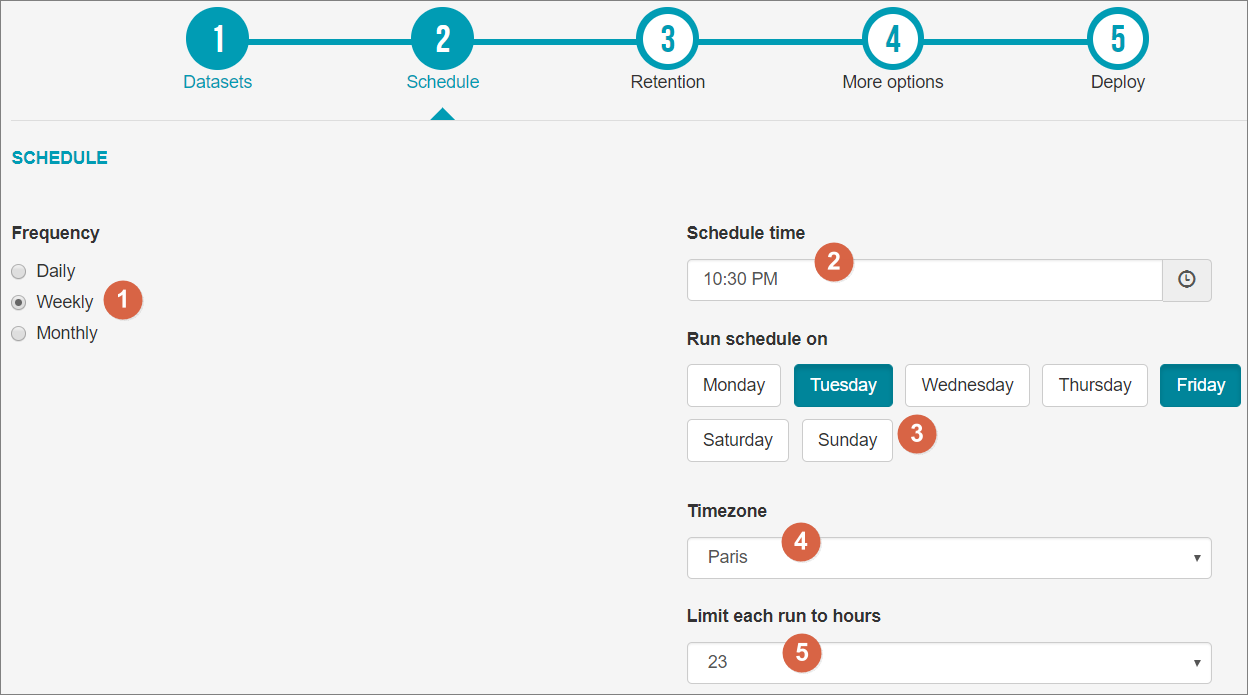 1 2 3 4 5
Datasets Schedule Retention More options Deploy
SCHEDULE
Frequency
Daily
Weekly 1
Monthly
Schedule time
10:30 PM 2
Run schedule on
Monday Tuesday Wednesday Thursday Friday
Saturday Sunday 3
Timezone
Paris 4
Limit each run to hours
23 5